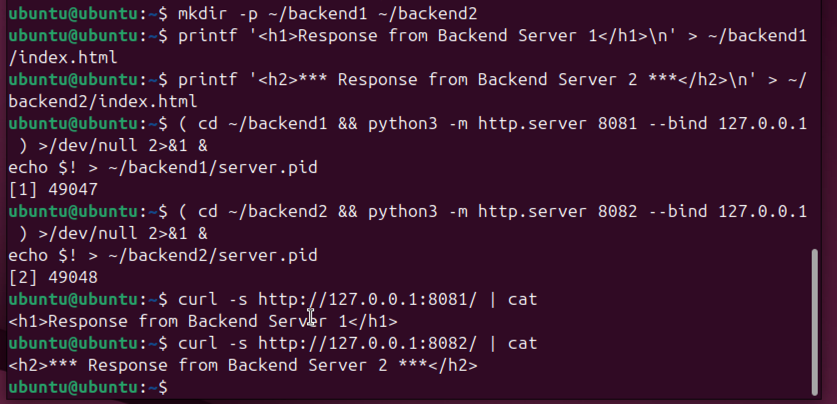 ubuntu@ubuntu:~$ mkdir -p ~/backend1 ~/backend2
ubuntu@ubuntu:~$ printf '<h1>Response from Backend Server 1</h1>\n' > ~/backend1
/index.html
ubuntu@ubuntu:~$ printf '<h2>*** Response from Backend Server 2 ***</h2>\n' > ~/
backend2/index.html
ubuntu@ubuntu:~$ ( cd ~/backend1 && python3 -m http.server 8081 --bind 127.0.0.1
 ) >/dev/null 2>&1 &
echo $! > ~/backend1/server.pid
[1] 49047
ubuntu@ubuntu:~$ ( cd ~/backend2 && python3 -m http.server 8082 --bind 127.0.0.1
 ) >/dev/null 2>&1 &
echo $! > ~/backend2/server.pid
[2] 49048
ubuntu@ubuntu:~$ curl -s http://127.0.0.1:8081/ | cat
<h1>Response from Backend Server 1</h1>
ubuntu@ubuntu:~$ curl -s http://127.0.0.1:8082/ | cat
<h2>*** Response from Backend Server 2 ***</h2>
ubuntu@ubuntu:~$